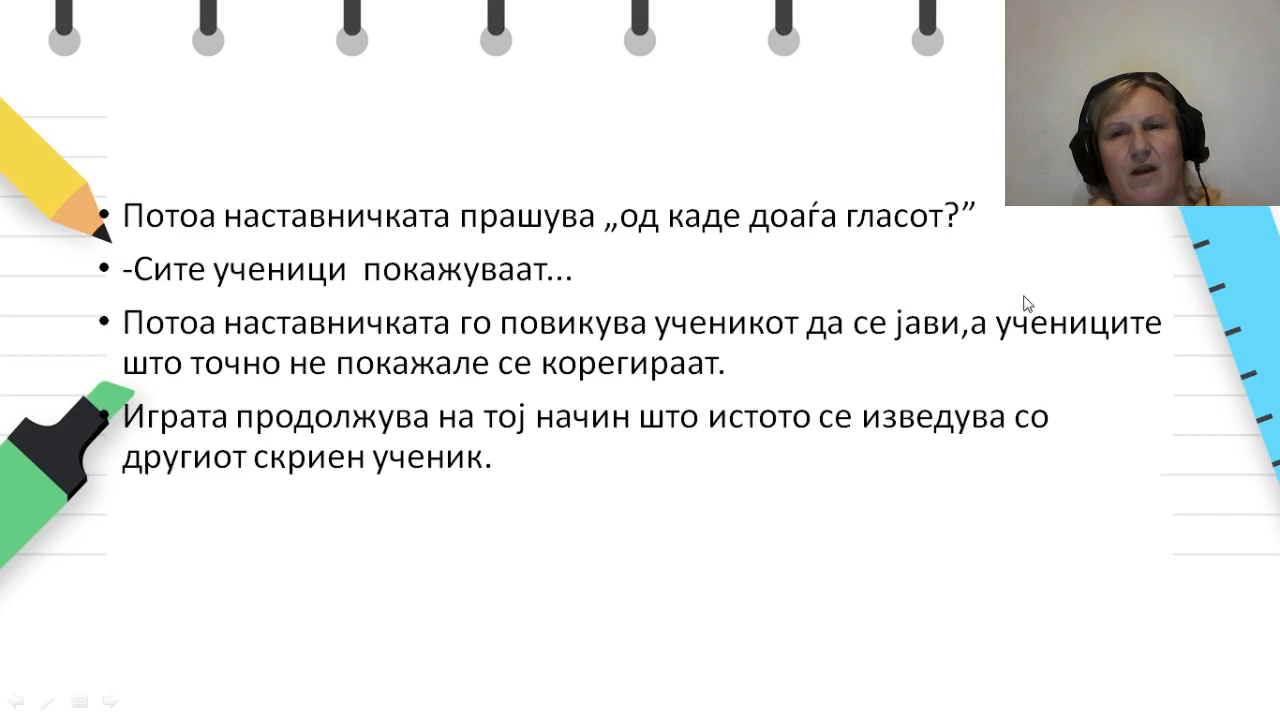 • Потоа наставничката прашува „од каде доаѓа гласот?”
• -Сите ученици покажуваат...
• Потоа наставничката го повикува ученикот да се јави,а учениците
што точно не покажале се корегираат.
• Играта продолжува на тој начин што истото се изведува со
другиот скриен ученик.